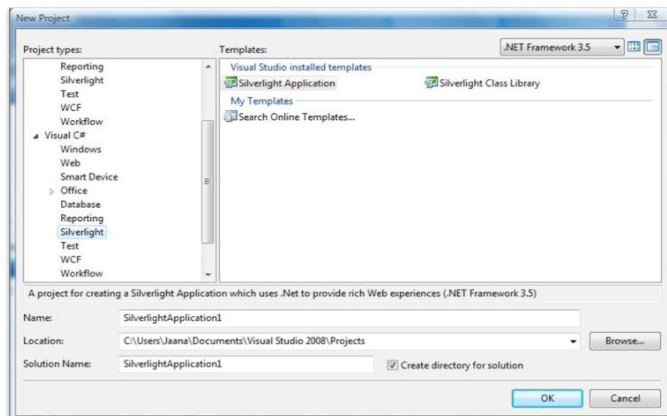 New Project
Project types:
Templates:
.NET Framework 3.5
Reporting
Silverlight
Test
WCF
Workflow
Visual C#
Windows
Web
Smart Device
Office
Database
Reporting
Silverlight
Test
WCF
Workflow
Visual Studio installed templates
Silverlight Application
Silverlight Class Library
My Templates
Search Online Templates...
A project for creating a Silverlight Application which uses .Net to provide rich Web experiences (.NET Framework 3.5)
Name:
SilverlightApplication1
Location:
C:\Users\Jaana\Documents\Visual Studio 2008\Projects
Browse...
Solution Name:
SilverlightApplication1
Create directory for solution
OK
Cancel